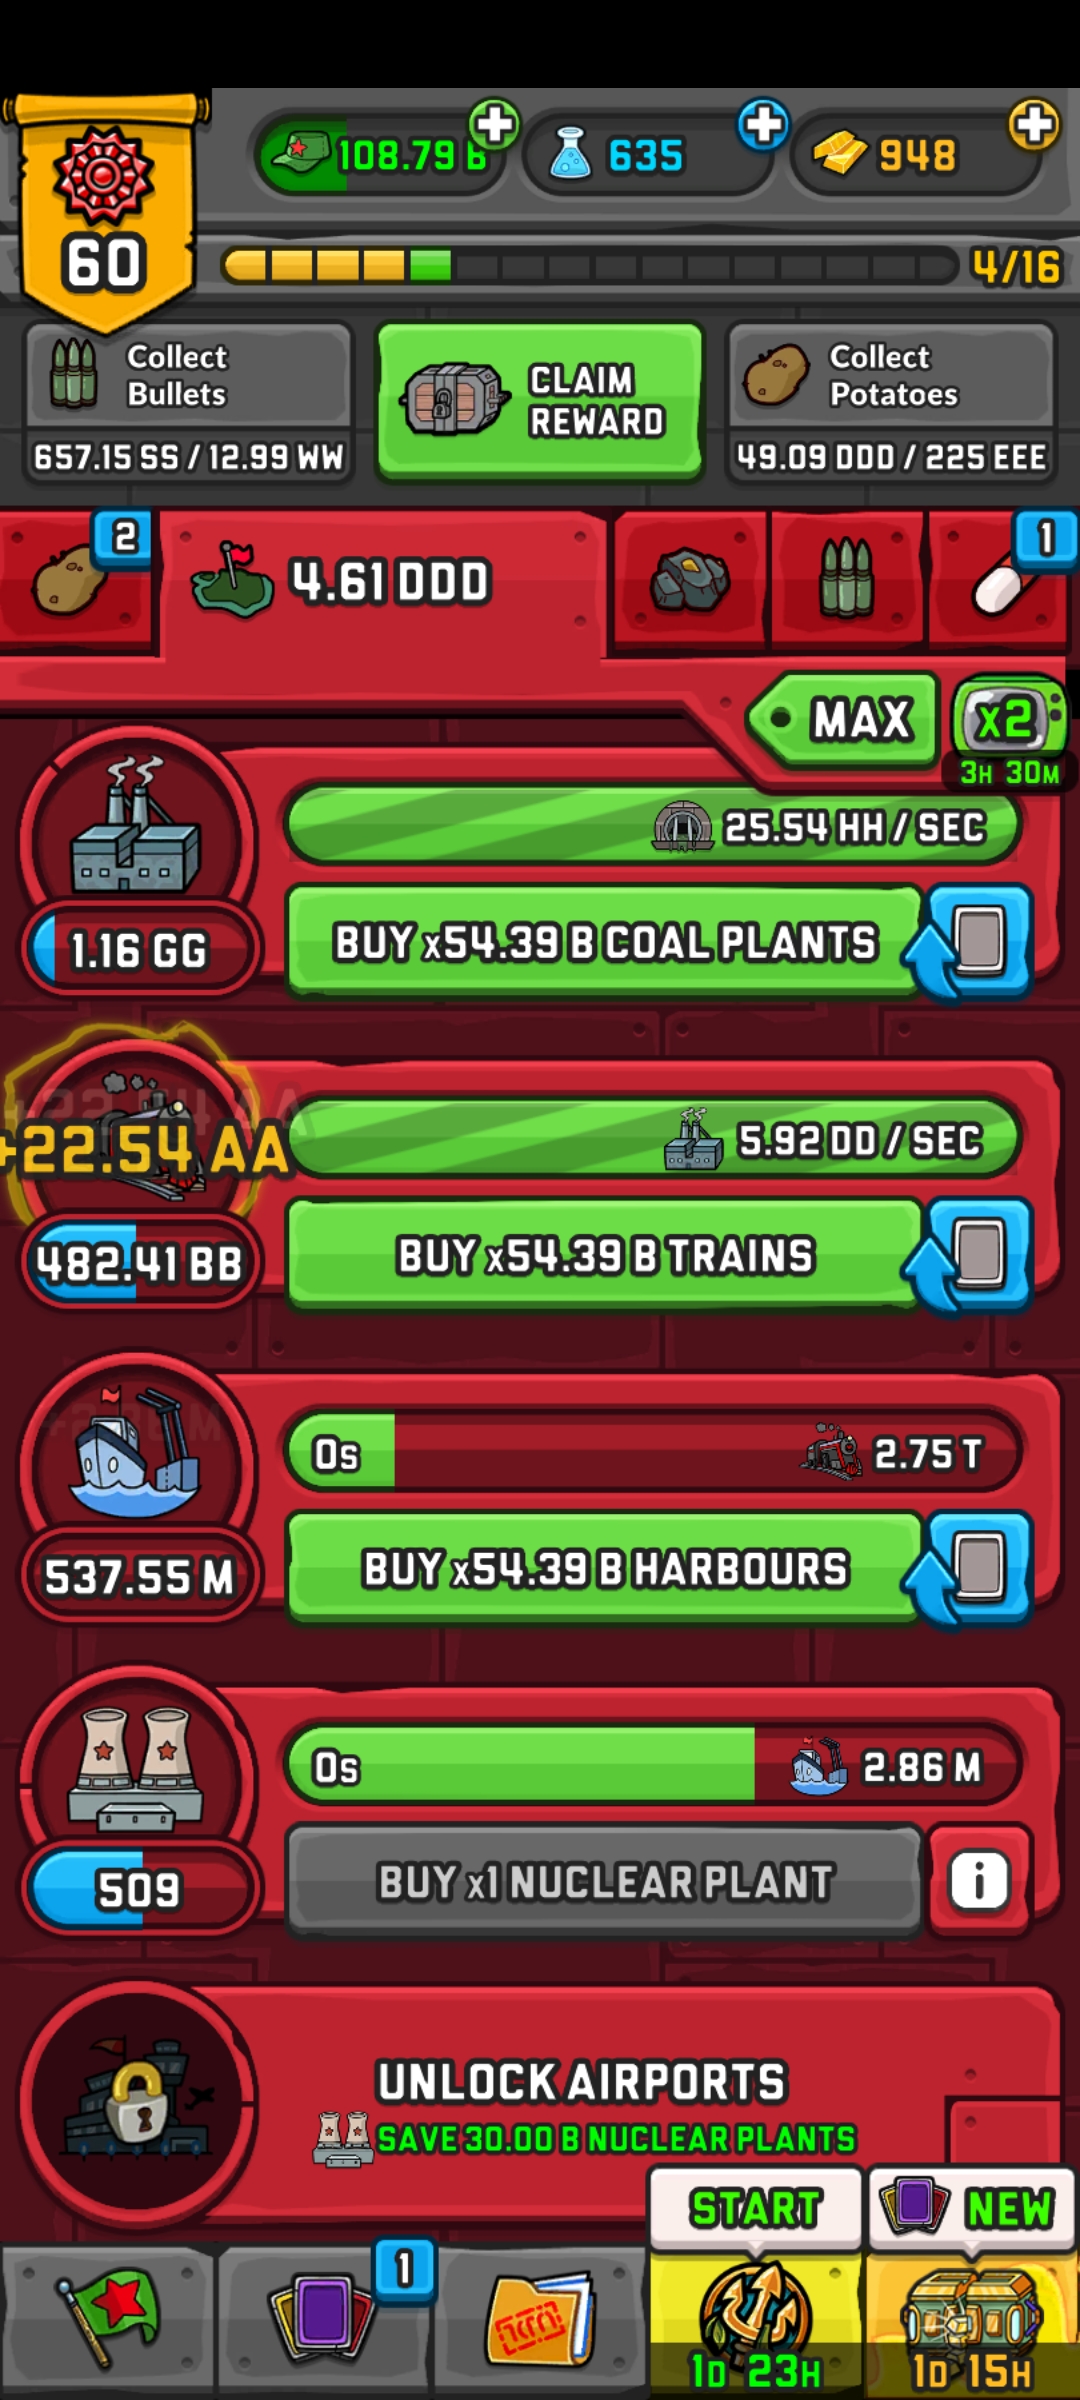 60
108.79 B
635
948
4/16
Collect
Bullets
657.15 SS / 12.99 WW
CLAIM
REWARD
Collect
Potatoes
49.09 DDD / 225 EEE
2
4.61 DDD
1
MAX
x2
3H 30M
25.54 HH / SEC
1.16 GG
BUY x54.39 B COAL PLANTS
+22.54 AA
5.92 DD / SEC
482.41 BB
BUY x54.39 B TRAINS
0s
2.75 T
537.55 M
BUY x54.39 B HARBOURS
0s
2.86 M
509
BUY x1 NUCLEAR PLANT
i
UNLOCK AIRPORTS
SAVE 30.00 B NUCLEAR PLANTS
START
NEW
1
1D 23H
1D 15H